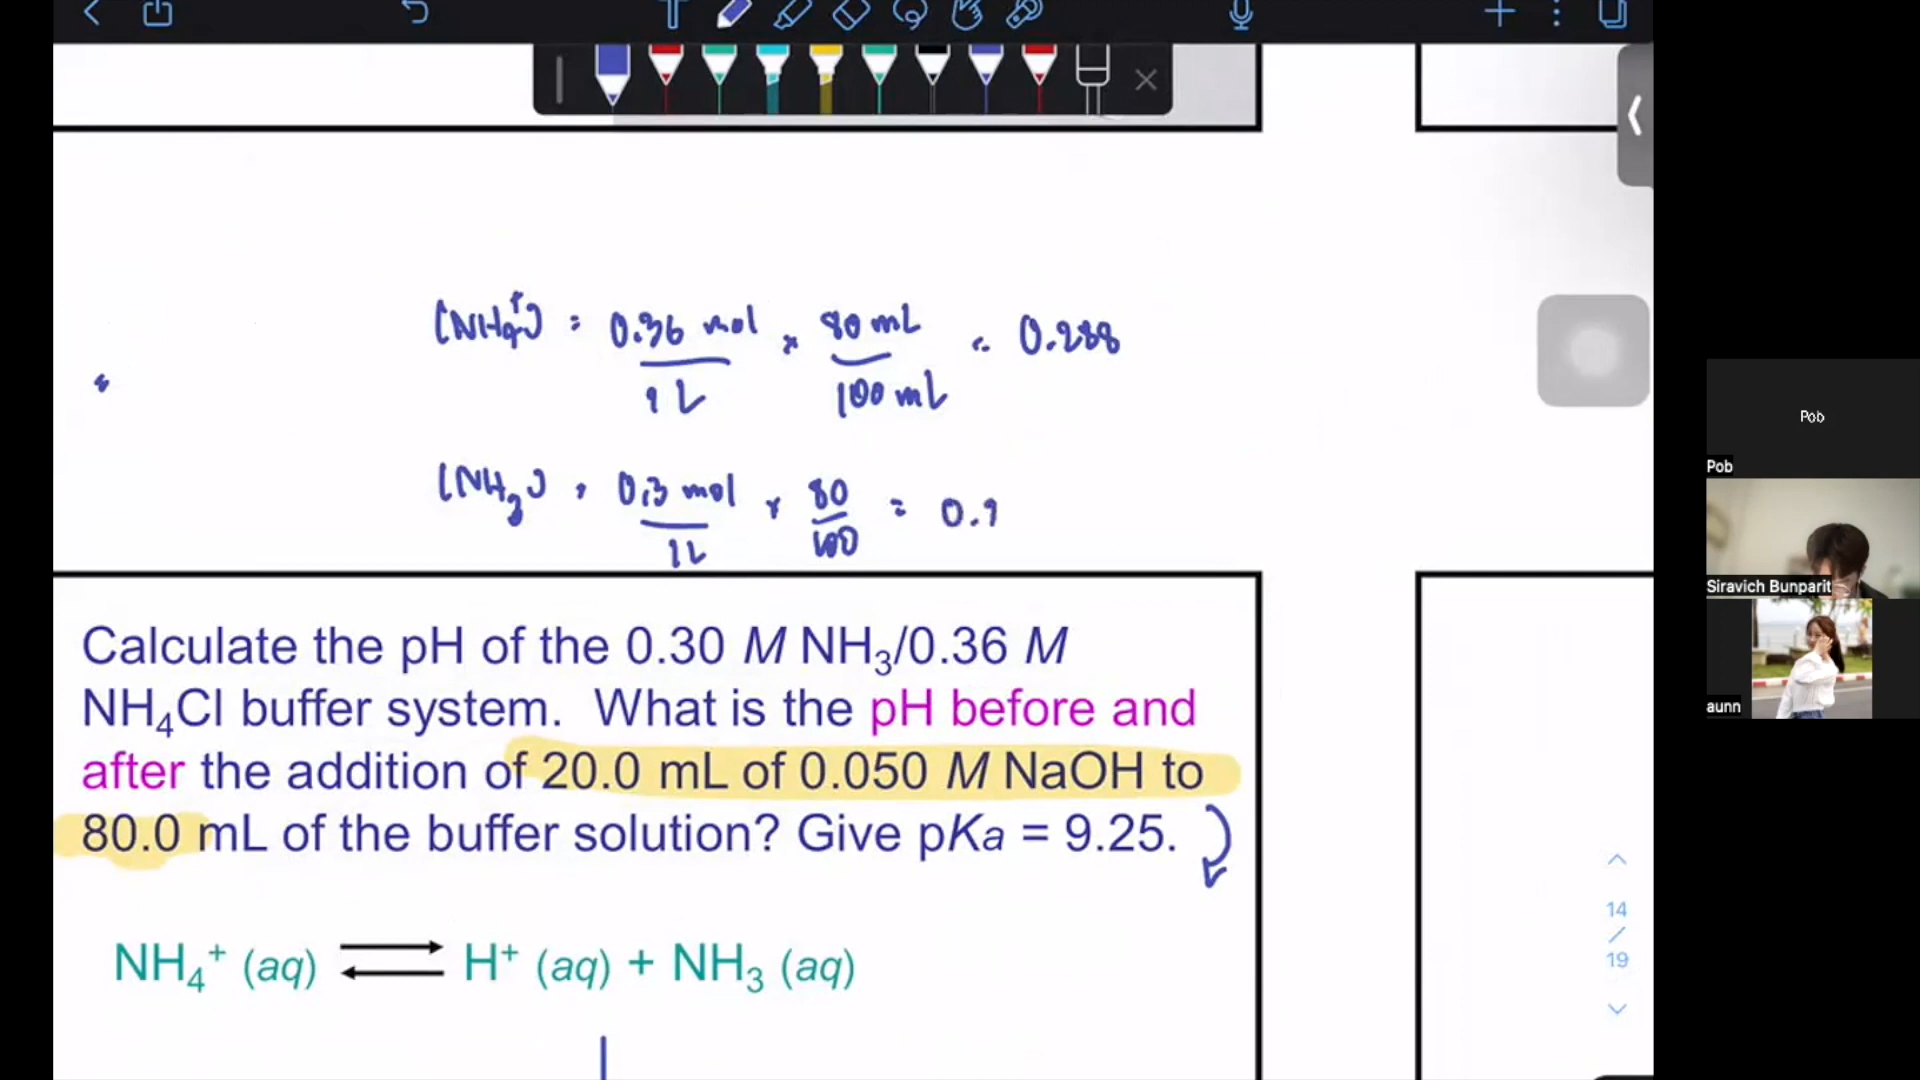 [NH₄⁺] = 0.36 mol/1L × 80 mL/100 mL = 0.288
[NH₃] = 0.3 mol/1L × 80/100 = 0.2
Calculate the pH of the 0.30 M NH₃/0.36 M
NH₄Cl buffer system. What is the pH before and
after the addition of 20.0 mL of 0.050 M NaOH to
80.0 mL of the buffer solution? Give pKa = 9.25.
NH₄⁺ (aq) ⇌ H⁺ (aq) + NH₃ (aq)
14
/
19
Pob
Pob
Siravich Bunparit
aunn